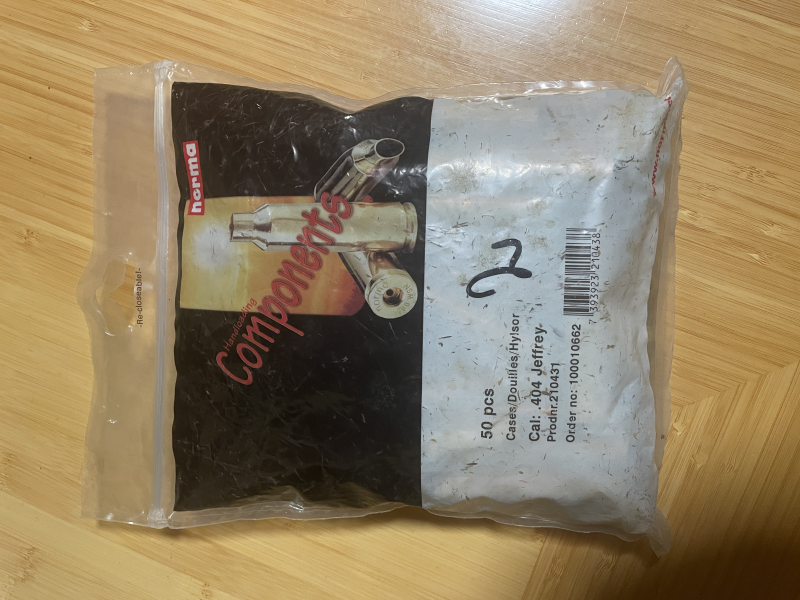 -Re-closeable!-
norma
Handloading
Components
2
50 pcs
Cases/Douilles/Hylsor
Cal: .404 Jeffrey
Prodnr.210431
Order no: 100010662
7 393923 210438